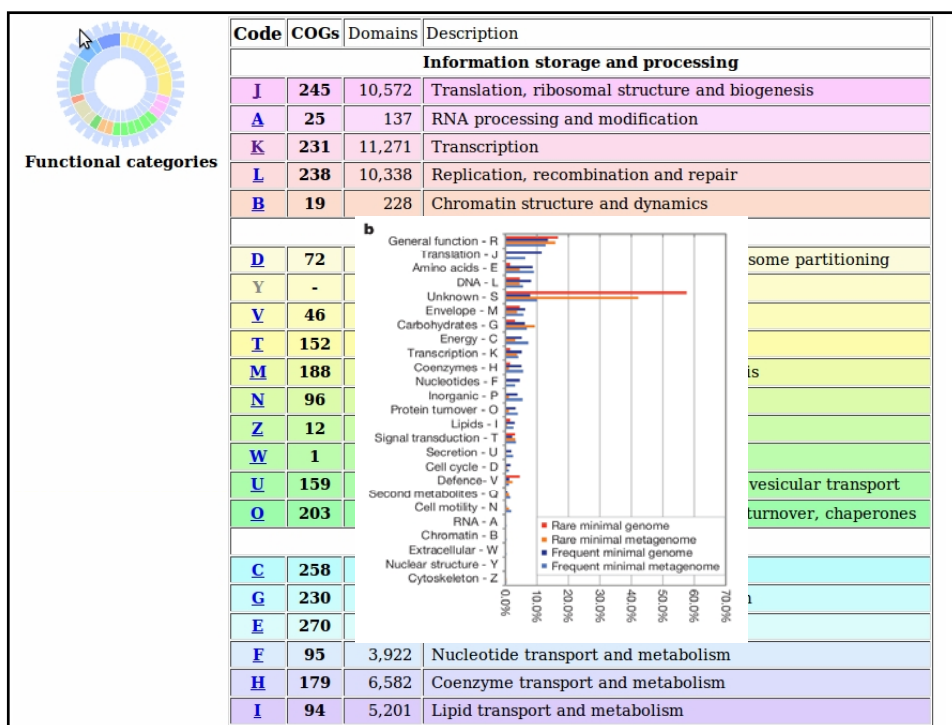 Functional categories
Code COGs Domains Description
Information storage and processing
J 245 10,572 Translation, ribosomal structure and biogenesis
A 25 137 RNA processing and modification
K 231 11,271 Transcription
L 238 10,338 Replication, recombination and repair
B 19 228 Chromatin structure and dynamics
D 72 some partitioning
Y -
V 46
T 152
M 188 is
N 96
Z 12
W 1
U 159 vesicular transport
O 203 turnover, chaperones
C 258
G 230
E 270
F 95 3,922 Nucleotide transport and metabolism
H 179 6,582 Coenzyme transport and metabolism
I 94 5,201 Lipid transport and metabolism
b
General function - R
Translation - J
Amino acids - E
DNA - L
Unknown - S
Envelope - M
Carbohydrates - G
Energy - C
Transcription - K
Coenzymes - H
Nucleotides - F
Inorganic - P
Protein turnover - O
Lipids - I
Signal transduction - T
Secretion - U
Cell cycle - D
Defence- V
Second metabolites - Q
Cell motility - N
RNA - A
Chromatin - B
Extracellular - W
Nuclear structure - Y
Cytoskeleton - Z
Rare minimal genome
Rare minimal metagenome
Frequent minimal genome
Frequent minimal metagenome
0.0% 10.0% 20.0% 30.0% 40.0% 50.0% 60.0% 70.0%